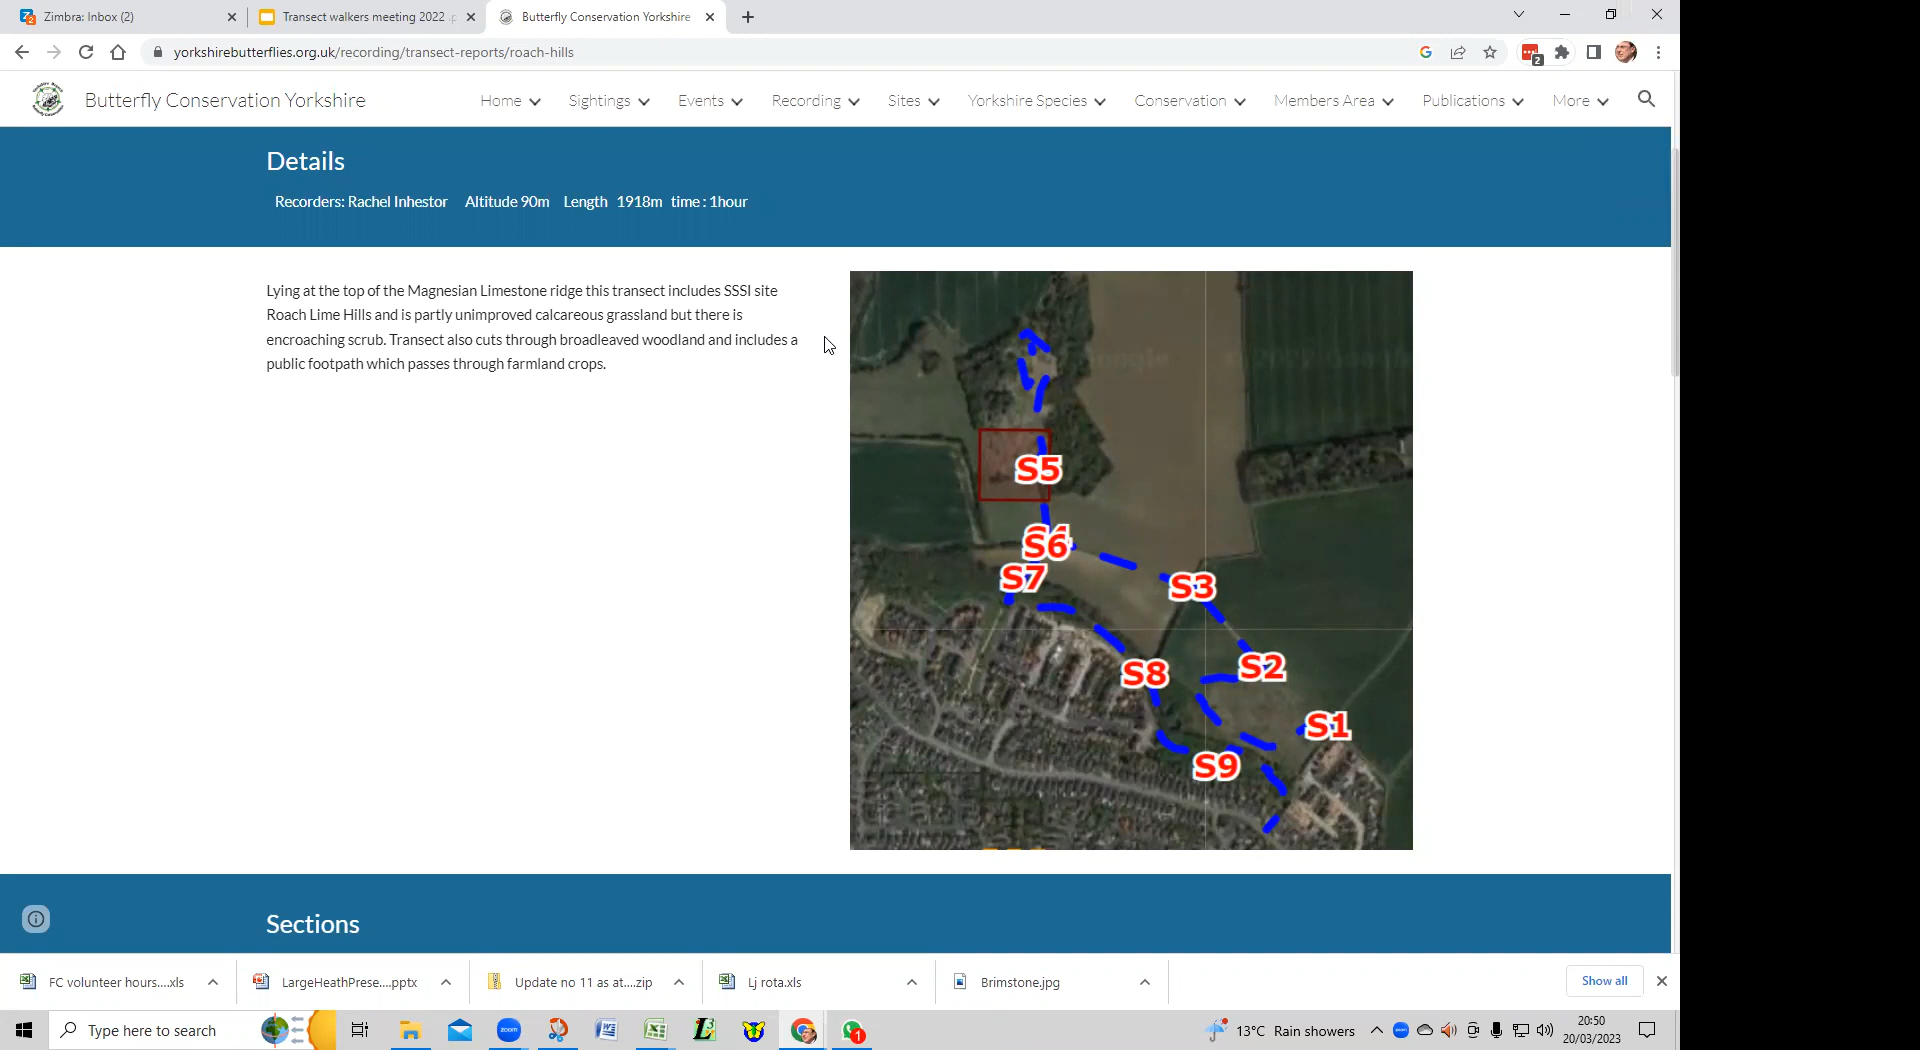 Zimbra: Inbox (2)
Transect walkers meeting 2022 .p
Butterfly Conservation Yorkshire
yorkshirebutterflies.org.uk/recording/transect-reports/roach-hills
2
Butterfly Conservation Yorkshire
Home
Sightings
Events
Recording
Sites
Yorkshire Species
Conservation
Members Area
Publications
More
Details
Recorders: Rachel Inhestor Altitude 90m Length 1918m time : 1hour
Lying at the top of the Magnesian Limestone ridge this transect includes SSSI site
Roach Lime Hills and is partly unimproved calcareous grassland but there is
encroaching scrub. Transect also cuts through broadleaved woodland and includes a
public footpath which passes through farmland crops.
S5
S6
S7
S3
S8
S2
S1
S9
Sections
FC volunteer hours....xls
LargeHeathPrese....pptx
Update no 11 as at....zip
Lj rota.xls
Brimstone.jpg
Show all
Type here to search
zoom
1
13°C Rain showers
20:50
20/03/2023